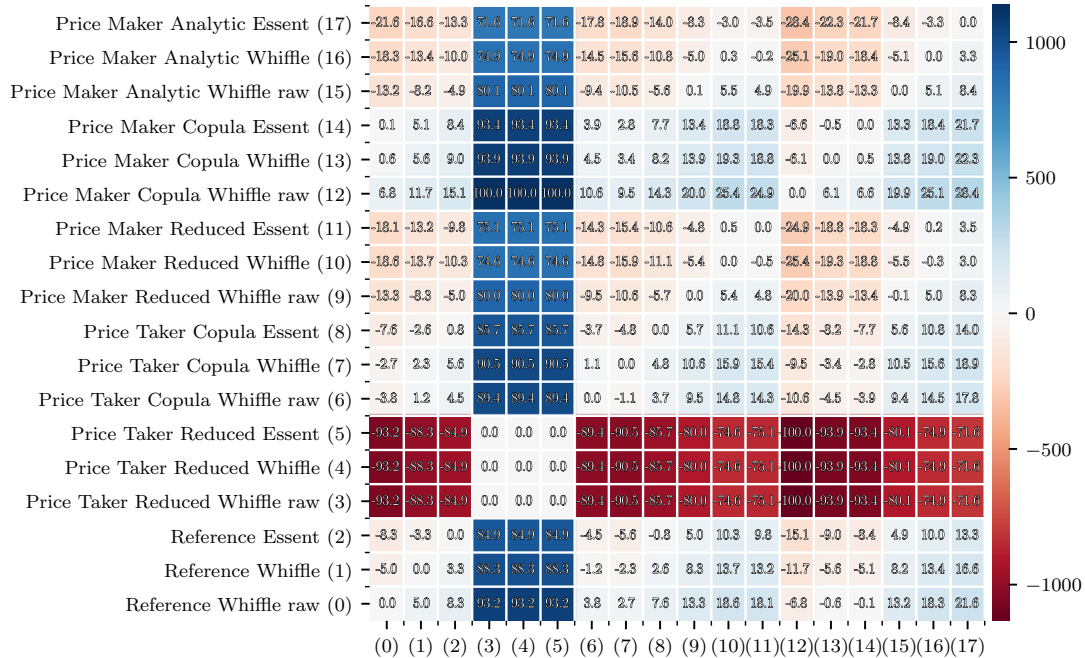 Price Maker Analytic Essent (17) -21.6 -16.6 -13.3 71.6 71.6 71.6 -17.8 -18.9 -14.0 -8.3 -3.0 -3.5 -28.4 -22.3 -21.7 -8.4 -3.3 0.0
Price Maker Analytic Whiffle (16) -18.3 -13.4 -10.0 74.9 74.9 74.9 -14.5 -15.6 -10.8 -5.0 0.3 -0.2 -25.1 -19.0 -18.4 -5.1 0.0 3.3
Price Maker Analytic Whiffle raw (15) -13.2 -8.2 -4.9 80.1 80.1 80.1 -9.4 -10.5 -5.6 0.1 5.5 4.9 -19.9 -13.8 -13.3 0.0 5.1 8.4
Price Maker Copula Essent (14) 0.1 5.1 8.4 93.4 93.4 93.4 3.9 2.8 7.7 13.4 18.8 18.3 -6.6 -0.5 0.0 13.3 18.4 21.7
Price Maker Copula Whiffle (13) 0.6 5.6 9.0 93.9 93.9 93.9 4.5 3.4 8.2 13.9 19.3 18.8 -6.1 0.0 0.5 13.8 19.0 22.3
Price Maker Copula Whiffle raw (12) 6.8 11.7 15.1 100.0 100.0 100.0 10.6 9.5 14.3 20.0 25.4 24.9 0.0 6.1 6.6 19.9 25.1 28.4
Price Maker Reduced Essent (11) -18.1 -13.2 -9.8 75.1 75.1 75.1 -14.3 -15.4 -10.6 -4.8 0.5 0.0 -24.9 -18.8 -18.3 -4.9 0.2 3.5
Price Maker Reduced Whiffle (10) -18.6 -13.7 -10.3 74.6 74.6 74.6 -14.8 -15.9 -11.1 -5.4 0.0 -0.5 -25.4 -19.3 -18.8 -5.5 -0.3 3.0
Price Maker Reduced Whiffle raw (9) -13.3 -8.3 -5.0 80.0 80.0 80.0 -9.5 -10.6 -5.7 0.0 5.4 4.8 -20.0 -13.9 -13.4 -0.1 5.0 8.3
Price Taker Copula Essent (8) -7.6 -2.6 0.8 85.7 85.7 85.7 -3.7 -4.8 0.0 5.7 11.1 10.6 -14.3 -8.2 -7.7 5.6 10.8 14.0
Price Taker Copula Whiffle (7) -2.7 2.3 5.6 90.5 90.5 90.5 1.1 0.0 4.8 10.6 15.9 15.4 -9.5 -3.4 -2.8 10.5 15.6 18.9
Price Taker Copula Whiffle raw (6) -3.8 1.2 4.5 89.4 89.4 89.4 0.0 -1.1 3.7 9.5 14.8 14.3 -10.6 -4.5 -3.9 9.4 14.5 17.8
Price Taker Reduced Essent (5) -93.2 -88.3 -84.9 0.0 0.0 0.0 -89.4 -90.5 -85.7 -80.0 -74.6 -75.1 -100.0 -93.9 -93.4 -80.1 -74.9 -71.6
Price Taker Reduced Whiffle (4) -93.2 -88.3 -84.9 0.0 0.0 0.0 -89.4 -90.5 -85.7 -80.0 -74.6 -75.1 -100.0 -93.9 -93.4 -80.1 -74.9 -71.6
Price Taker Reduced Whiffle raw (3) -93.2 -88.3 -84.9 0.0 0.0 0.0 -89.4 -90.5 -85.7 -80.0 -74.6 -75.1 -100.0 -93.9 -93.4 -80.1 -74.9 -71.6
Reference Essent (2) -8.3 -3.3 0.0 84.9 84.9 84.9 -4.5 -5.6 -0.8 5.0 10.3 9.8 -15.1 -9.0 -8.4 4.9 10.0 13.3
Reference Whiffle (1) -5.0 0.0 3.3 88.3 88.3 88.3 -1.2 -2.3 2.6 8.3 13.7 13.2 -11.7 -5.6 -5.1 8.2 13.4 16.6
Reference Whiffle raw (0) 0.0 5.0 8.3 93.2 93.2 93.2 3.8 2.7 7.6 13.3 18.6 18.1 -6.8 -0.6 -0.1 13.2 18.3 21.6
(0) (1) (2) (3) (4) (5) (6) (7) (8) (9) (10) (11) (12) (13) (14) (15) (16) (17)
1000
500
0
−500
−1000